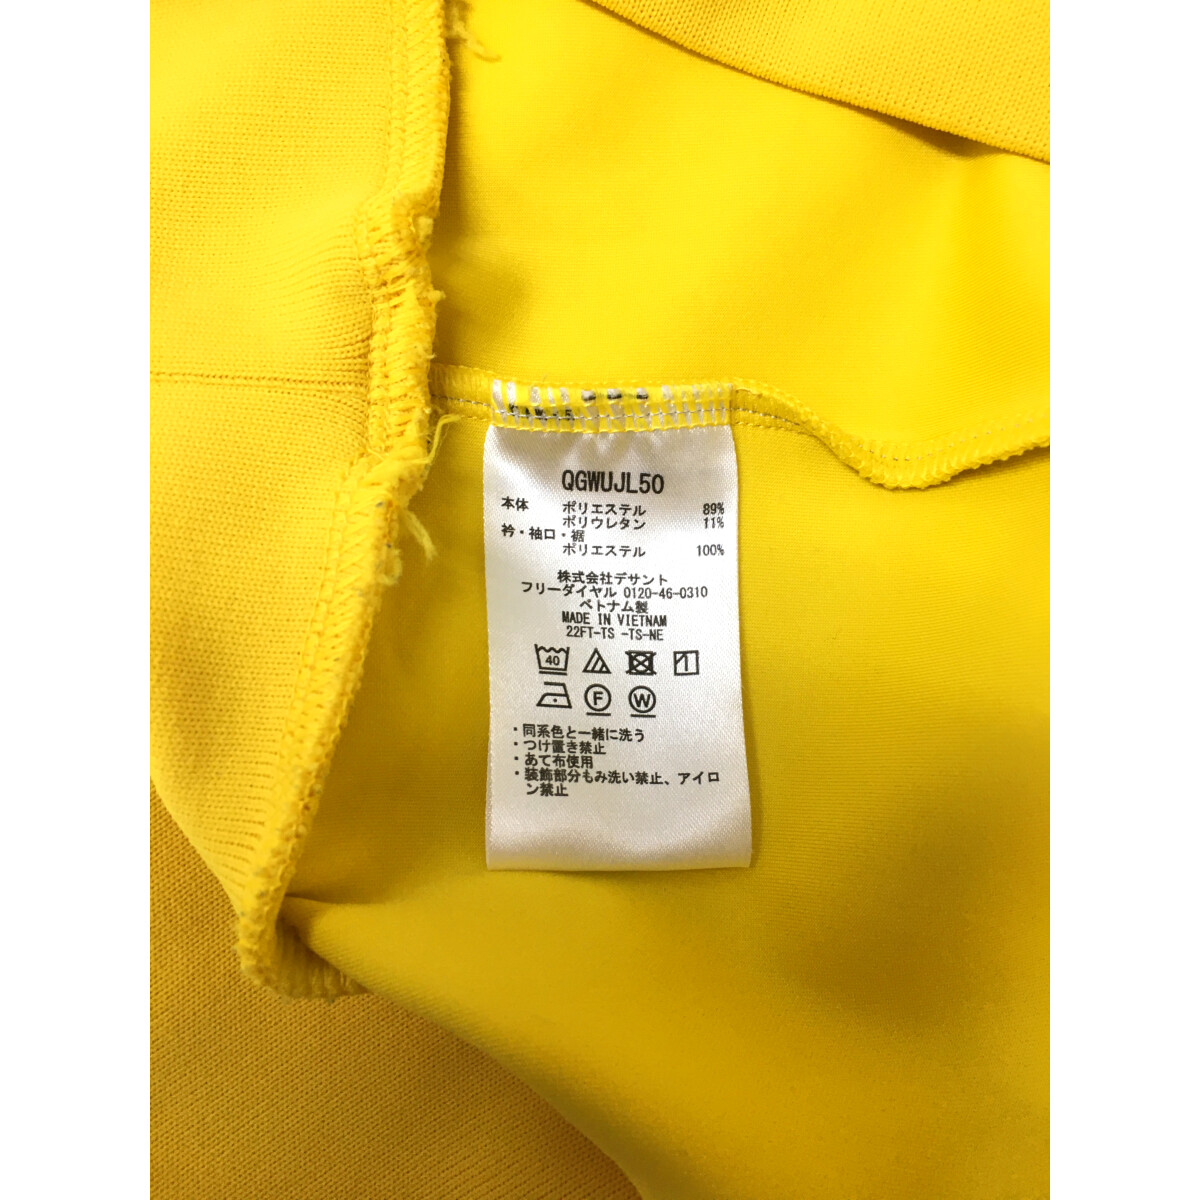 QGWUJL50
本体 ポリエステル 89%
ポリウレタン 11%
衿・袖口・裾
ポリエステル 100%
株式会社デサント
フリーダイヤル 0120-46-0310
ベトナム製
MADE IN VIETNAM
22FT-TS -TS-NE
40
F W
・同系色と一緒に洗う
・つけ置き禁止
・あて布使用
・装飾部分もみ洗い禁止、アイロ
ン禁止